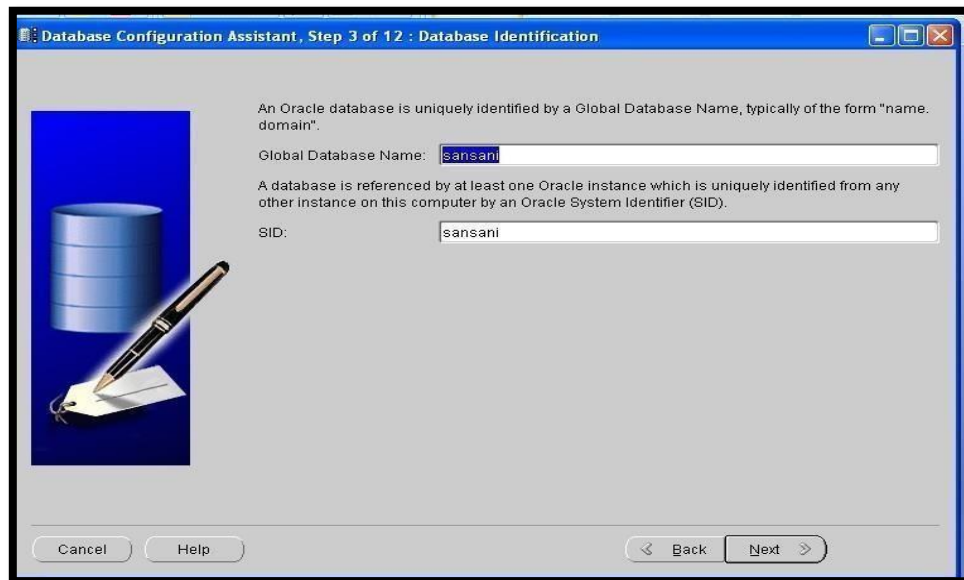 Database Configuration Assistant, Step 3 of 12 : Database Identification
An Oracle database is uniquely identified by a Global Database Name, typically of the form "name.
domain".
Global Database Name: sansani
A database is referenced by at least one Oracle instance which is uniquely identified from any
other instance on this computer by an Oracle System Identifier (SID).
SID: sansani
Cancel Help Back Next